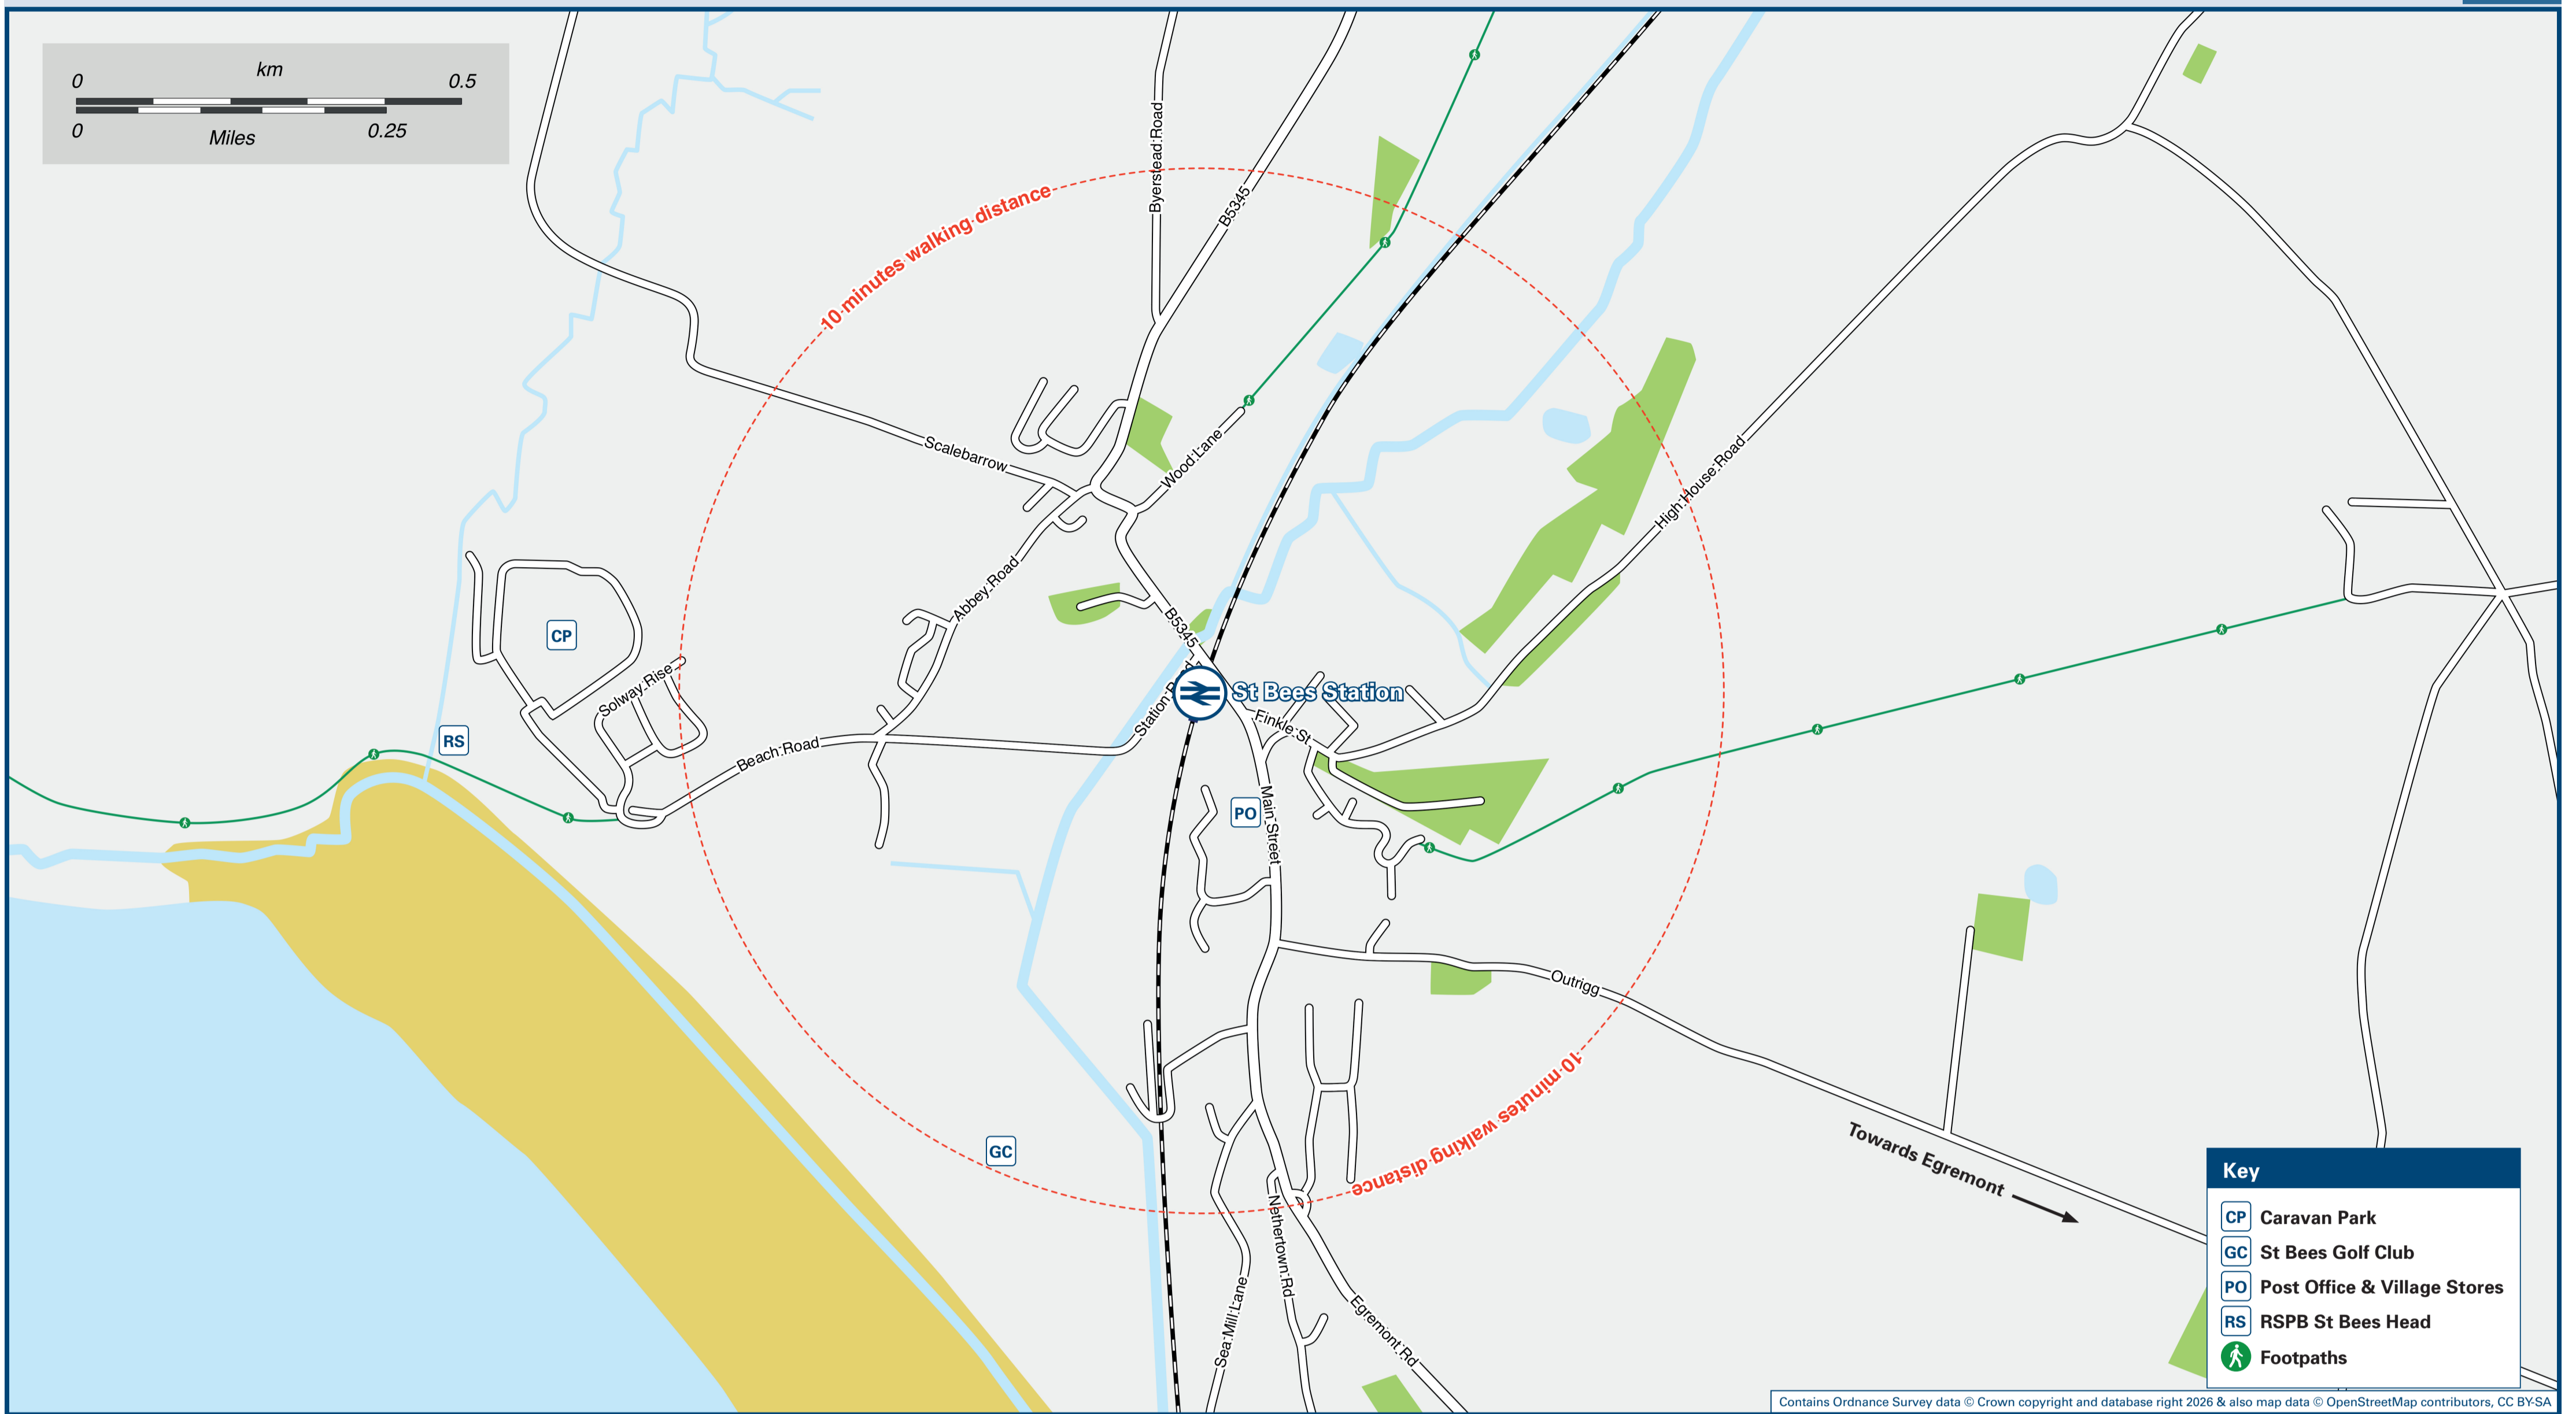 km
0 0.5
0 0.25
Miles
Byerstead Road
B5345
10 minutes walking distance
Scalebarrow
Wood Lane
High House Road
Abbey Road
B5345
CP
Solway Rise
Station Road
St Bees Station
Finkle St
RS
Beach Road
PO
Main Street
Outrigg
10 minutes walking distance
GC
Towards Egremont
Nethertown Rd
Sea Mill Lane
Egremont Rd
Key
CP Caravan Park
GC St Bees Golf Club
PO Post Office & Village Stores
RS RSPB St Bees Head
Footpaths
Contains Ordnance Survey data © Crown copyright and database right 2026 & also map data © OpenStreetMap contributors, CC BY-SA